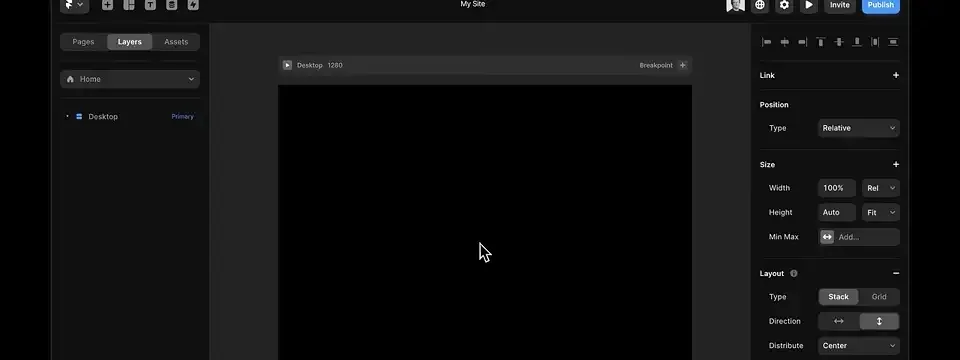 My Site
Invite
Publish
Pages
Layers
Assets
Home
Desktop
Primary
Desktop 1280
Breakpoint
Link
Position
Type
Relative
Size
Width
100%
Rel
Height
Auto
Fit
Min Max
Add...
Layout
Type
Stack
Grid
Direction
Distribute
Center